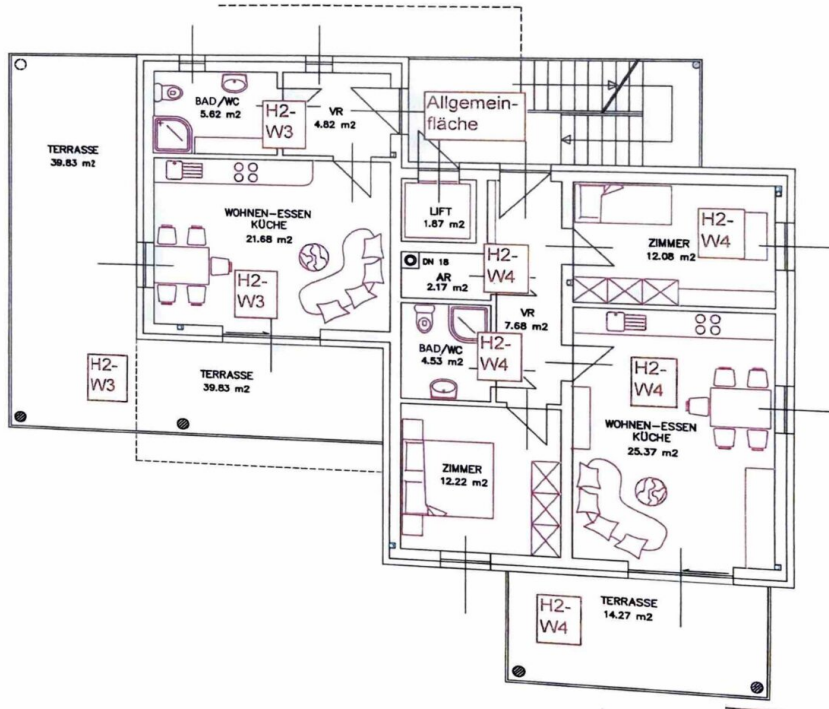 BAD/WC
5.62 m2
H2-
W3
VR
4.82 m2
Allgemein-
fläche
TERRASSE
39.83 m2
WOHNEN-ESSEN
KÜCHE
21.68 m2
H2-
W3
LIFT
1.87 m2
DN 18
AR
2.17 m2
H2-
W4
ZIMMER
12.08 m2
H2-
W4
VR
7.68 m2
BAD/WC
4.53 m2
H2-
W4
H2-
W4
WOHNEN-ESSEN
KÜCHE
25.37 m2
H2-
W3
TERRASSE
39.83 m2
ZIMMER
12.22 m2
H2-
W4
TERRASSE
14.27 m2